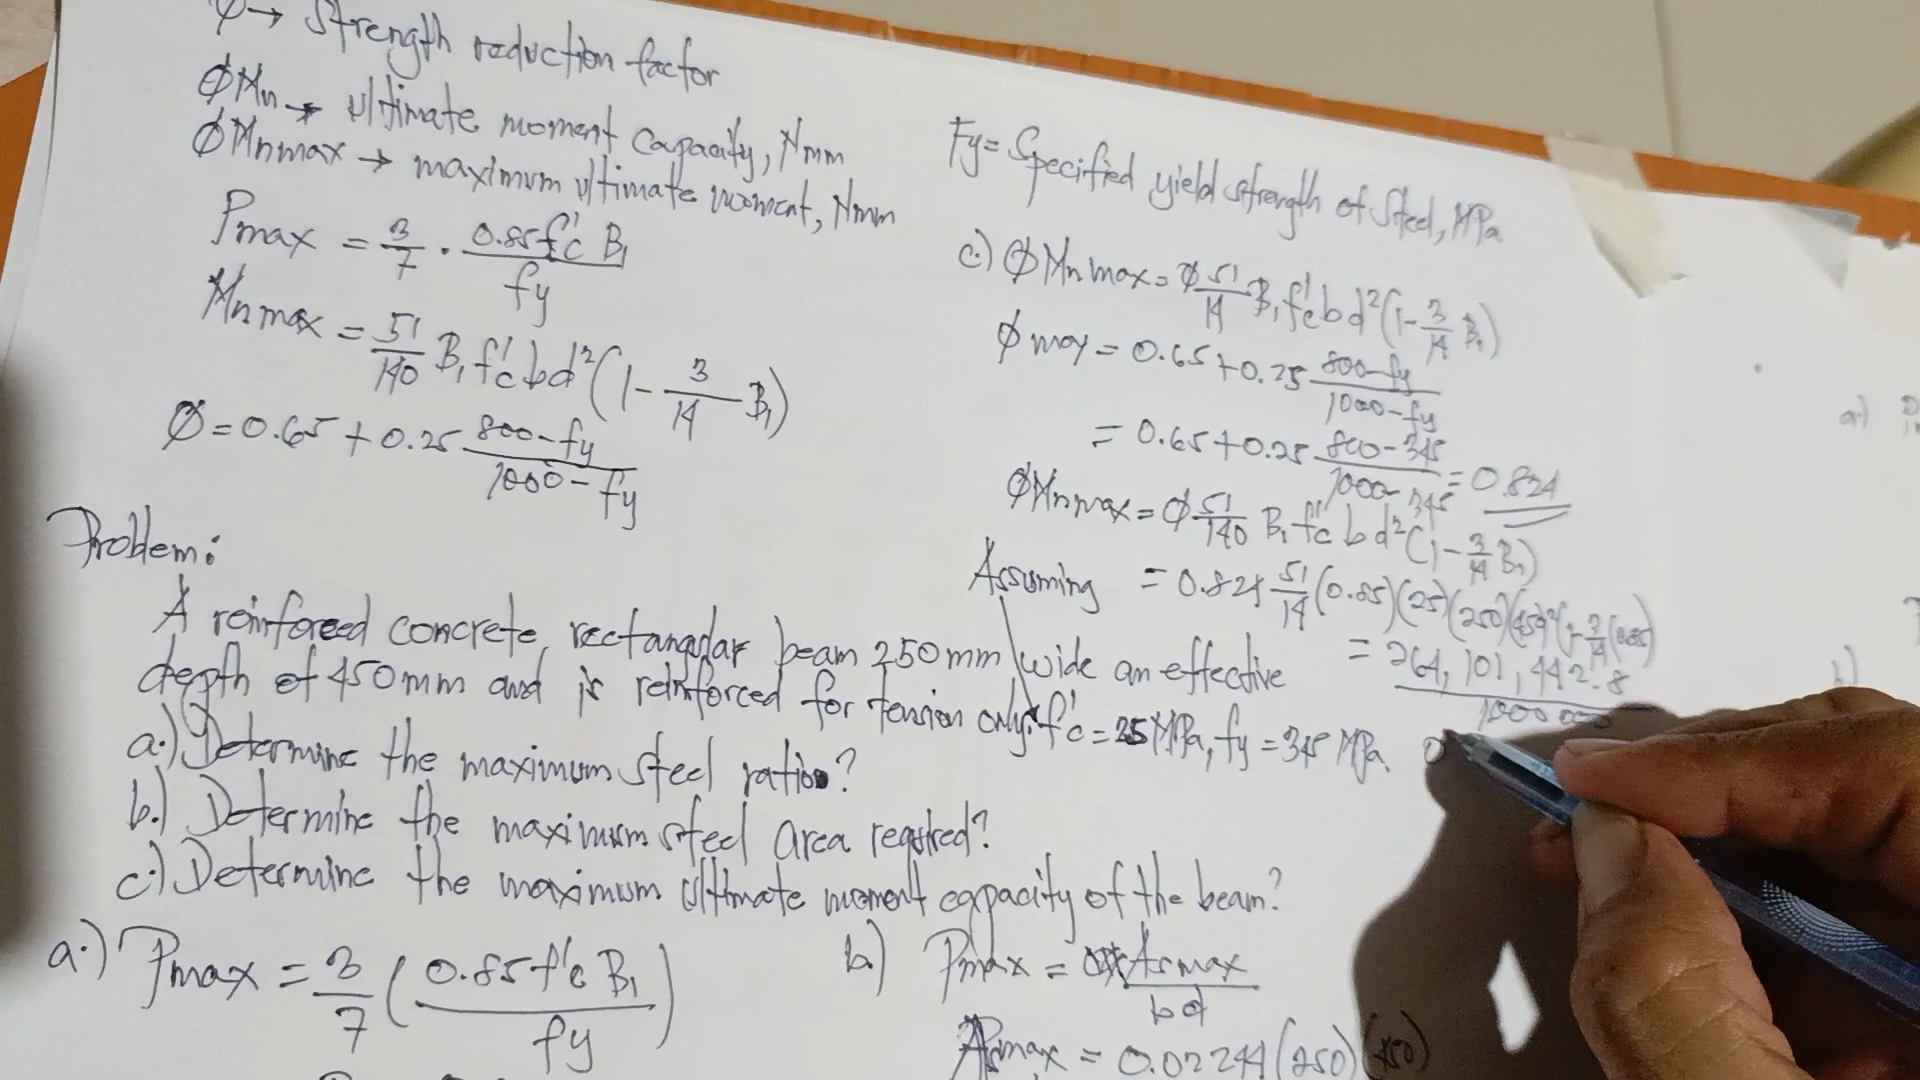 φ → Strength reduction factor
φMn → ultimate moment capacity, Nmm
φMnmax → maximum ultimate moment, Nmm
Pmax = 3/7 · 0.85f'c B1 / fy
Mnmax = 51/140 B1 f'c bd² (1 - 3/14 B1)
Ø = 0.65 + 0.25 800-fy / 1000-fy
Problem:
A reinforced concrete rectangular beam 250mm wide an effective
depth of 450mm and is reinforced for tension only. f'c = 25 MPa, fy = 345 MPa.
a.) Determine the maximum steel ratio?
b.) Determine the maximum steel area required?
c.) Determine the maximum ultimate moment capacity of the beam?
a.) Pmax = 3/7 (0.85f'c B1 / fy)
b.) Pmax = Asmax / bd
Asmax = 0.02244 (250)(450)
Fy = Specified yield strength of Steel, MPa
c.) φMnmax = φ 51/14 B1 f'c bd² (1 - 3/14 B1)
φmax = 0.65 + 0.25 800-fy / 1000-fy
= 0.65 + 0.25 800-345 / 1000-345 = 0.824
φMnmax = φ 51/140 B1 f'c bd² (1 - 3/14 B1)
Assuming = 0.824 51/14 (0.85)(25)(250)(450)² (1 - 3/14 (0.85))
= 264,101,442.8 / 1000 000
a.)
b.)